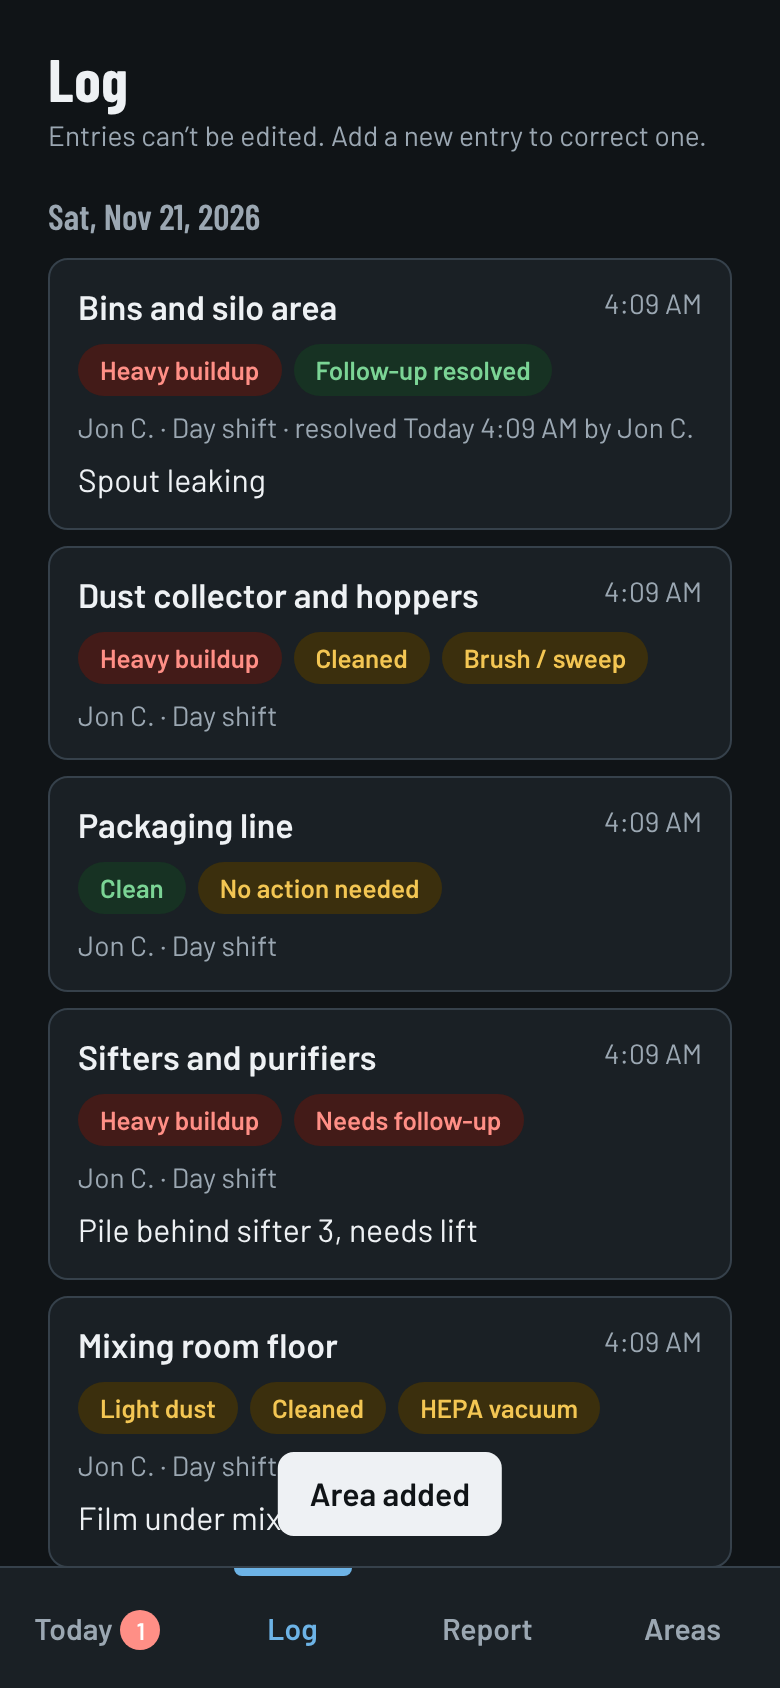 Log
Entries can’t be edited. Add a new entry to correct one.
Sat, Nov 21, 2026
Bins and silo area
4:09 AM
Heavy buildup
Follow-up resolved
Jon C. · Day shift · resolved Today 4:09 AM by Jon C.
Spout leaking
Dust collector and hoppers
4:09 AM
Heavy buildup
Cleaned
Brush / sweep
Jon C. · Day shift
Packaging line
4:09 AM
Clean
No action needed
Jon C. · Day shift
Sifters and purifiers
4:09 AM
Heavy buildup
Needs follow-up
Jon C. · Day shift
Pile behind sifter 3, needs lift
Mixing room floor
4:09 AM
Light dust
Cleaned
HEPA vacuum
Jon C. · Day shift
Film under
Area added
Today 1
Log
Report
Areas